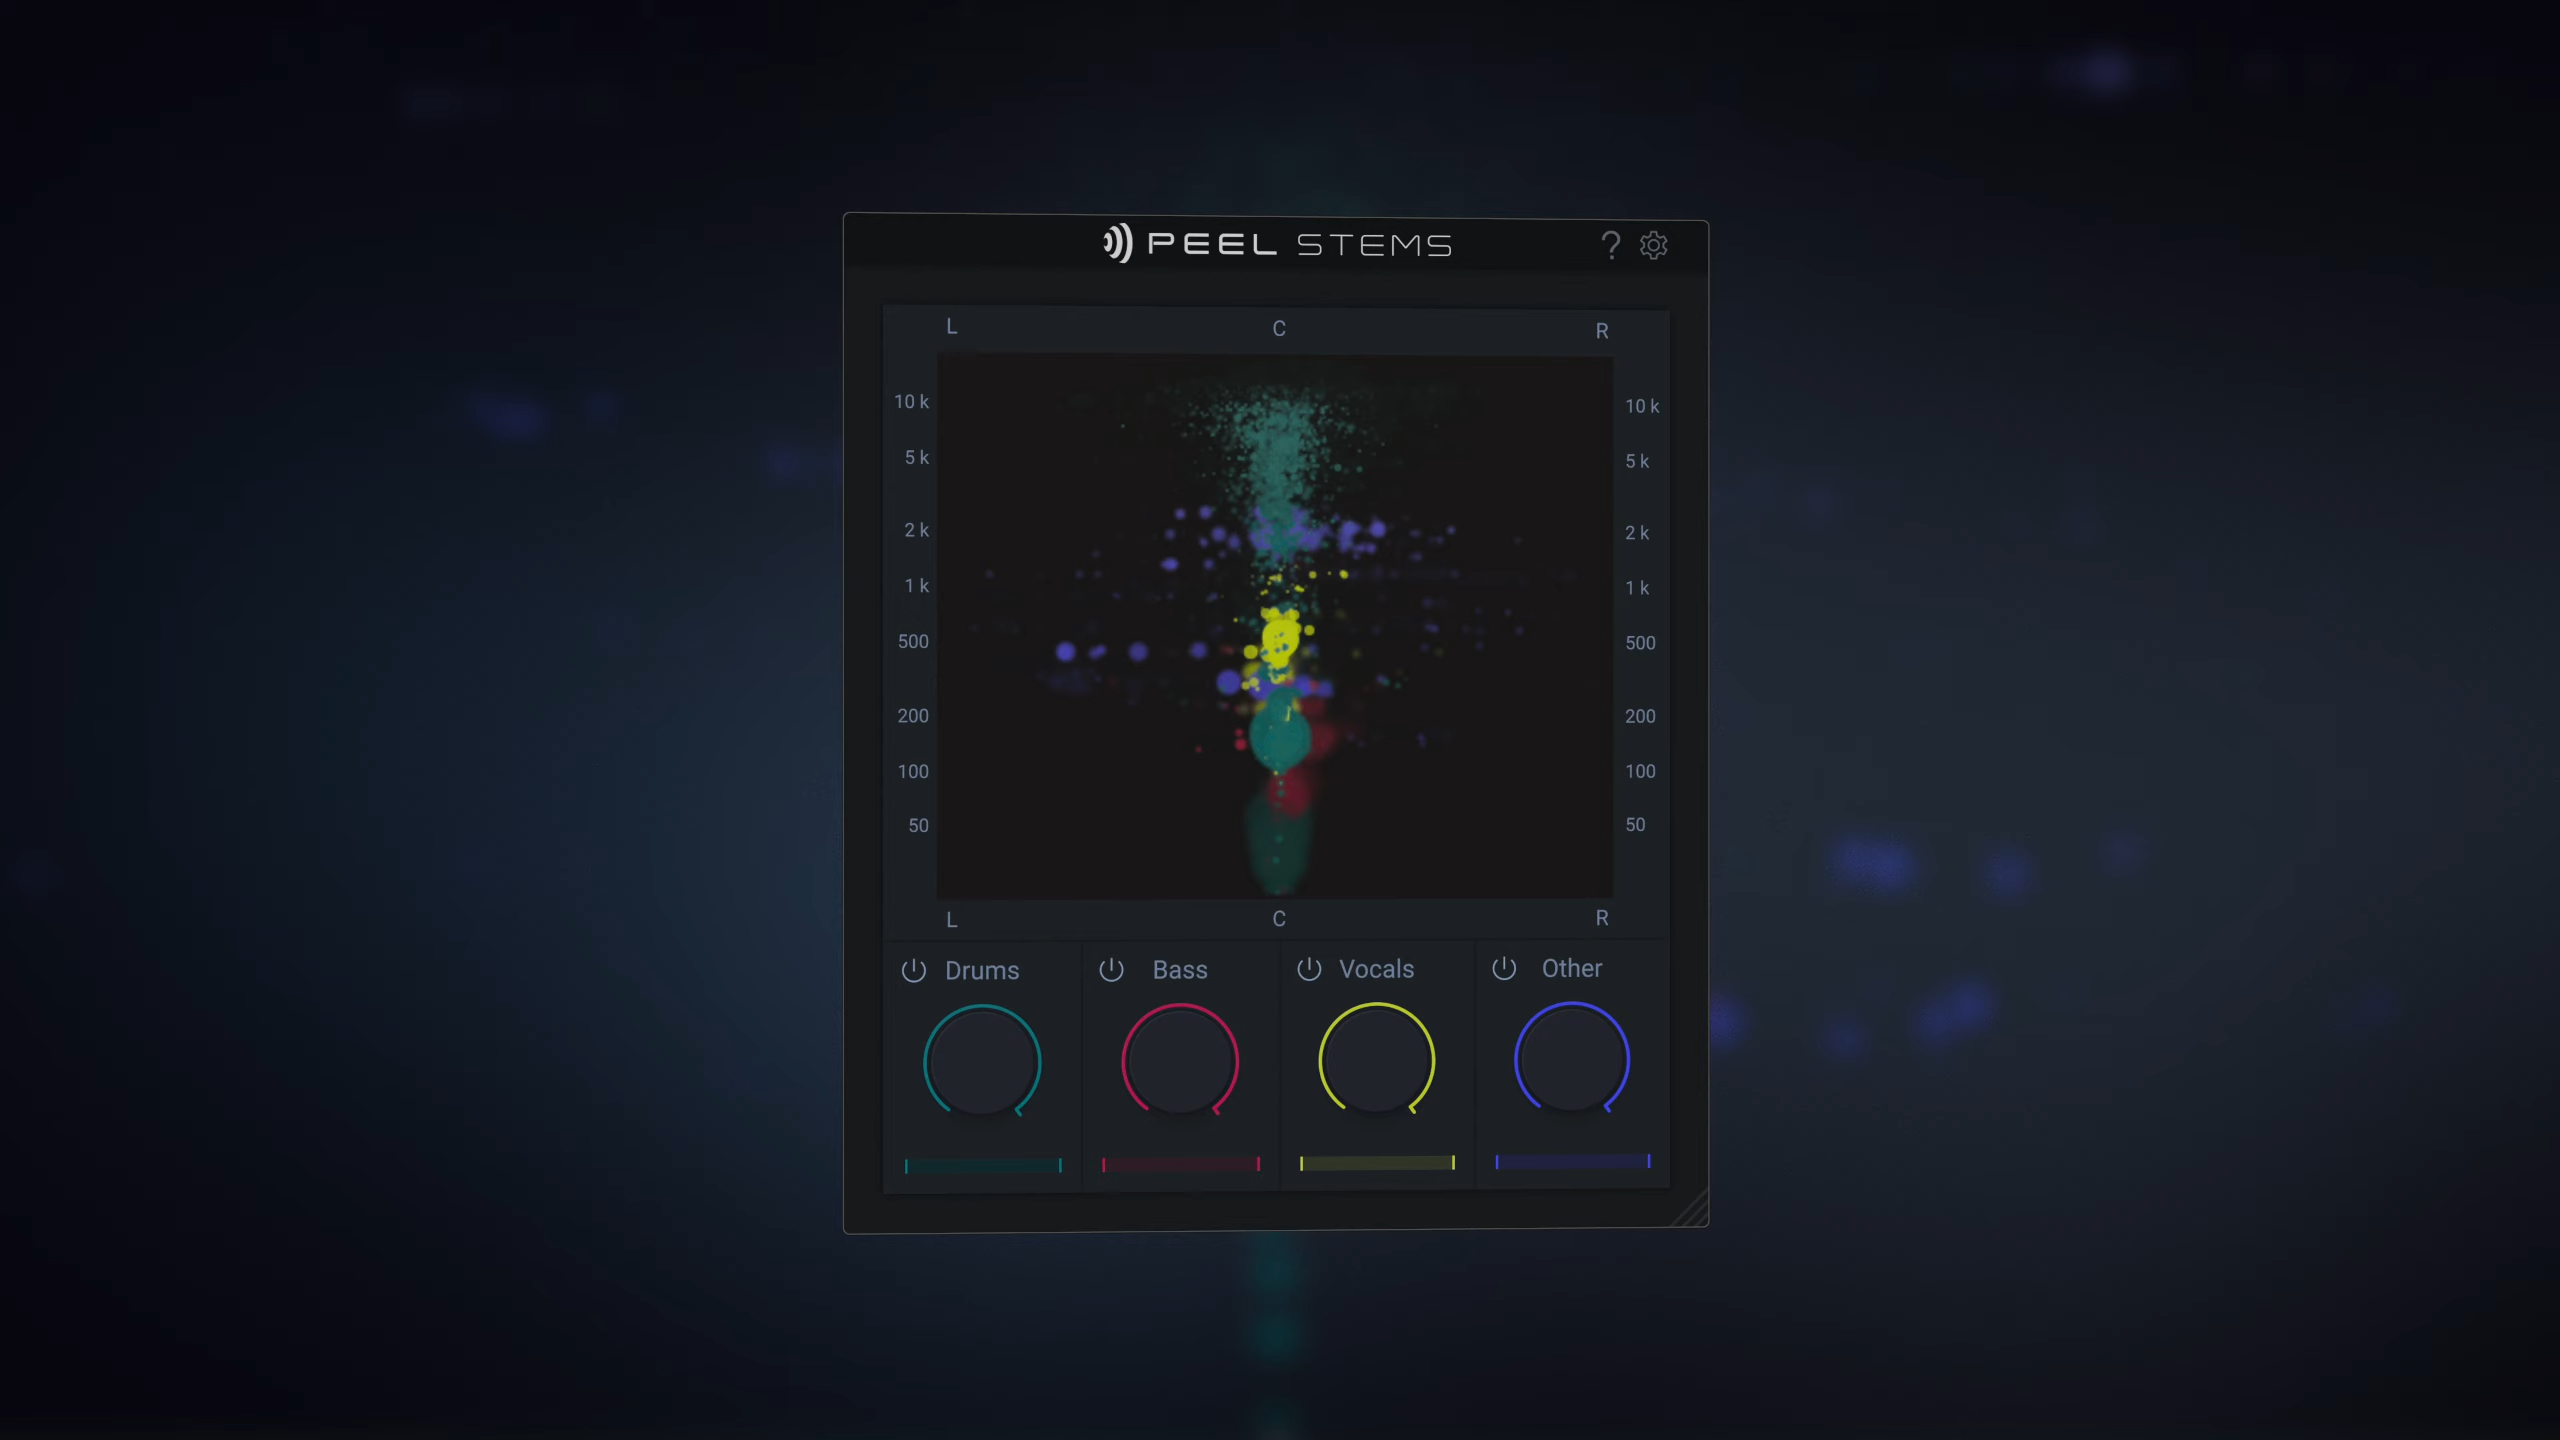 PEEL STEMS ?
L C R
10 k 10 k
5 k 5 k
2 k 2 k
1 k 1 k
500 500
200 200
100 100
50 50
L C R
Drums Bass Vocals Other